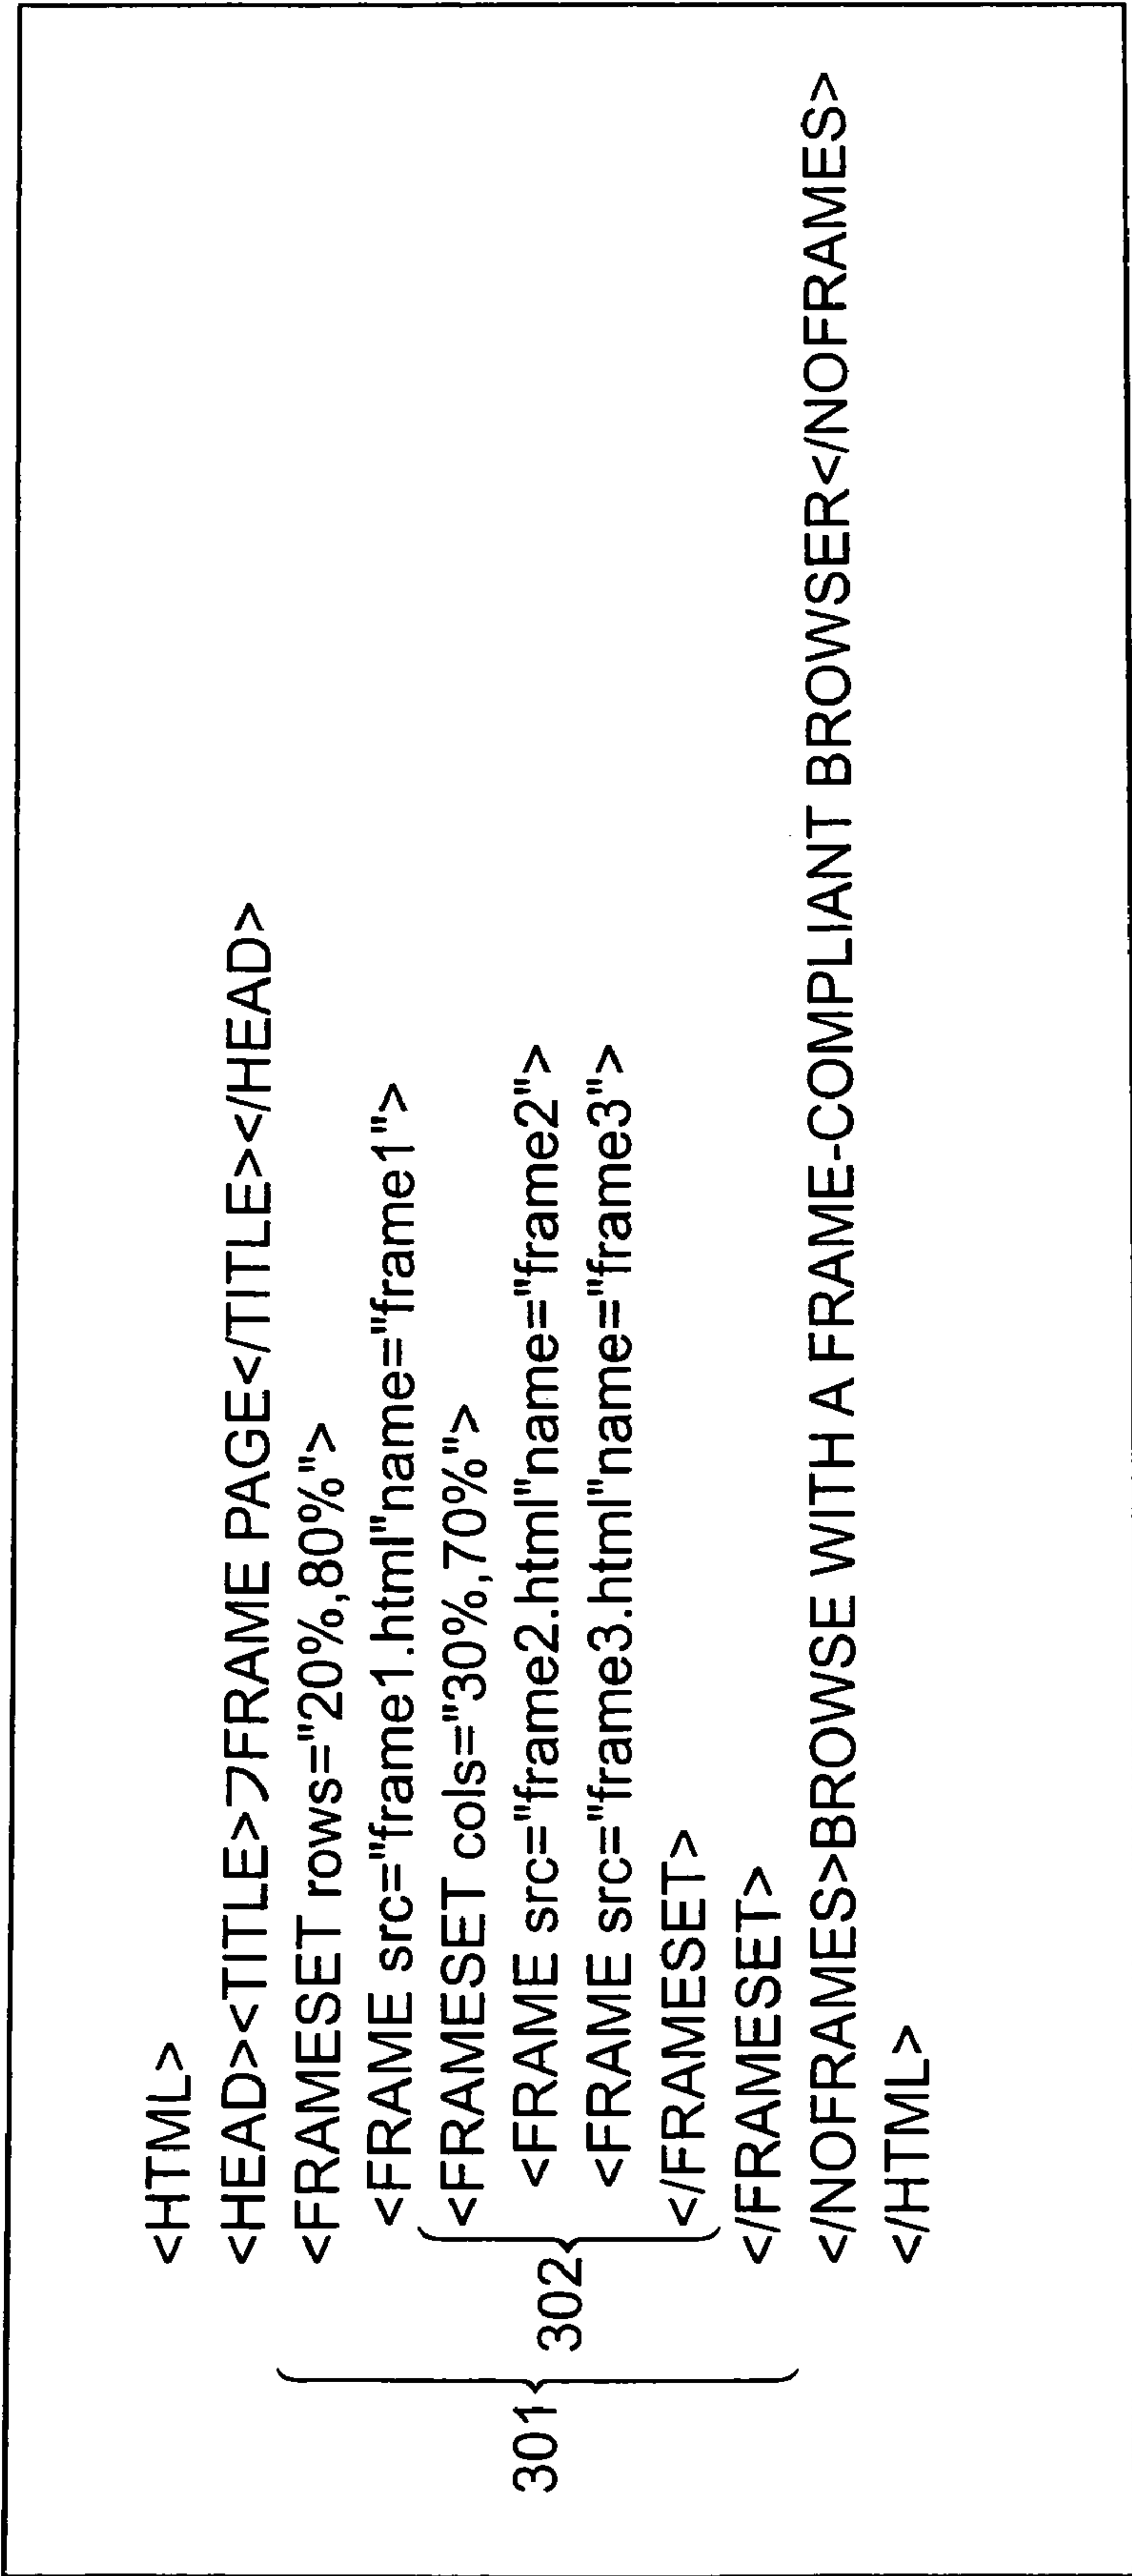 <HTML>
<HEAD><TITLE>フFRAME PAGE</TITLE></HEAD>
<FRAMESET rows="20%,80%">
<FRAME src="frame1.html"name="frame1">
<FRAMESET cols="30%,70%">
<FRAME src="frame2.html"name="frame2">
<FRAME src="frame3.html"name="frame3">
</FRAMESET>
</FRAMESET>
</NOFRAMES>BROWSE WITH A FRAME-COMPLIANT BROWSER</NOFRAMES>
</HTML>
301
302